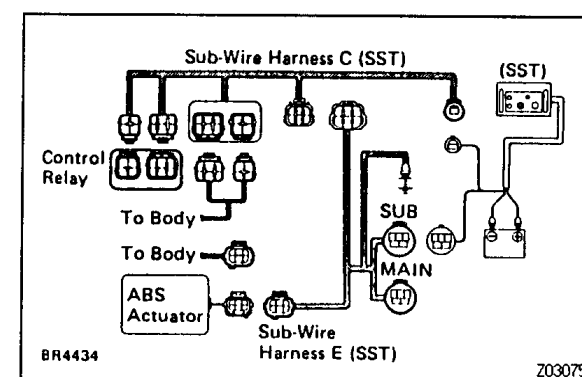 Sub-Wire Harness C (SST)
(SST)
Control
Relay
To Body
SUB
To Body
MAIN
ABS
Actuator
Sub-Wire
Harness E (SST)
BR4434
Z03079